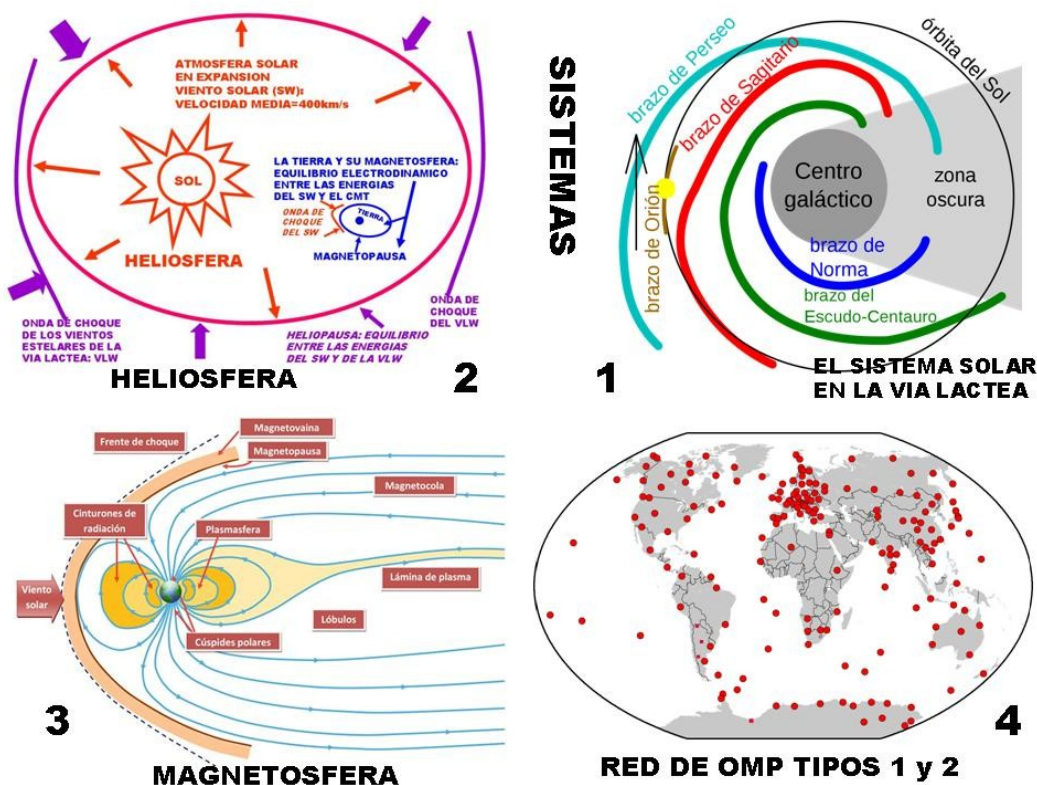 ATMOSFERA SOLAR
EN EXPANSION
VIENTO SOLAR (SW):
VELOCIDAD MEDIA=400km/s
SOL
LA TIERRA Y SU MAGNETOSFERA:
EQUILIBRIO ELECTRODINAMICO
ENTRE LAS ENERGIAS
DEL SW Y EL CMT
ONDA DE
CHOQUE
DEL SW
TIERRA
MAGNETOPAUSA
HELIOSFERA
ONDA DE CHOQUE
DE LOS VIENTOS
ESTELARES DE LA
VIA LACTEA: VLW
HELIOPAUSA: EQUILIBRIO
ENTRE LAS ENERGIAS
DEL SW Y DE LA VLW
ONDA DE
CHOQUE
DEL VLW
HELIOSFERA
2
SISTEMAS
brazo de Perseo
brazo de Sagitario
órbita del Sol
brazo de Orión
Centro
galáctico
zona
oscura
brazo de
Norma
brazo del
Escudo-Centauro
1
EL SISTEMA SOLAR
EN LA VIA LACTEA
Frente de choque
Magnetovaina
Magnetopausa
Magnetocola
Cinturones de
radiación
Plasmasfera
Lámina de plasma
Viento
solar
Lóbulos
Cúspides polares
3
MAGNETOSFERA
4
RED DE OMP TIPOS 1 y 2